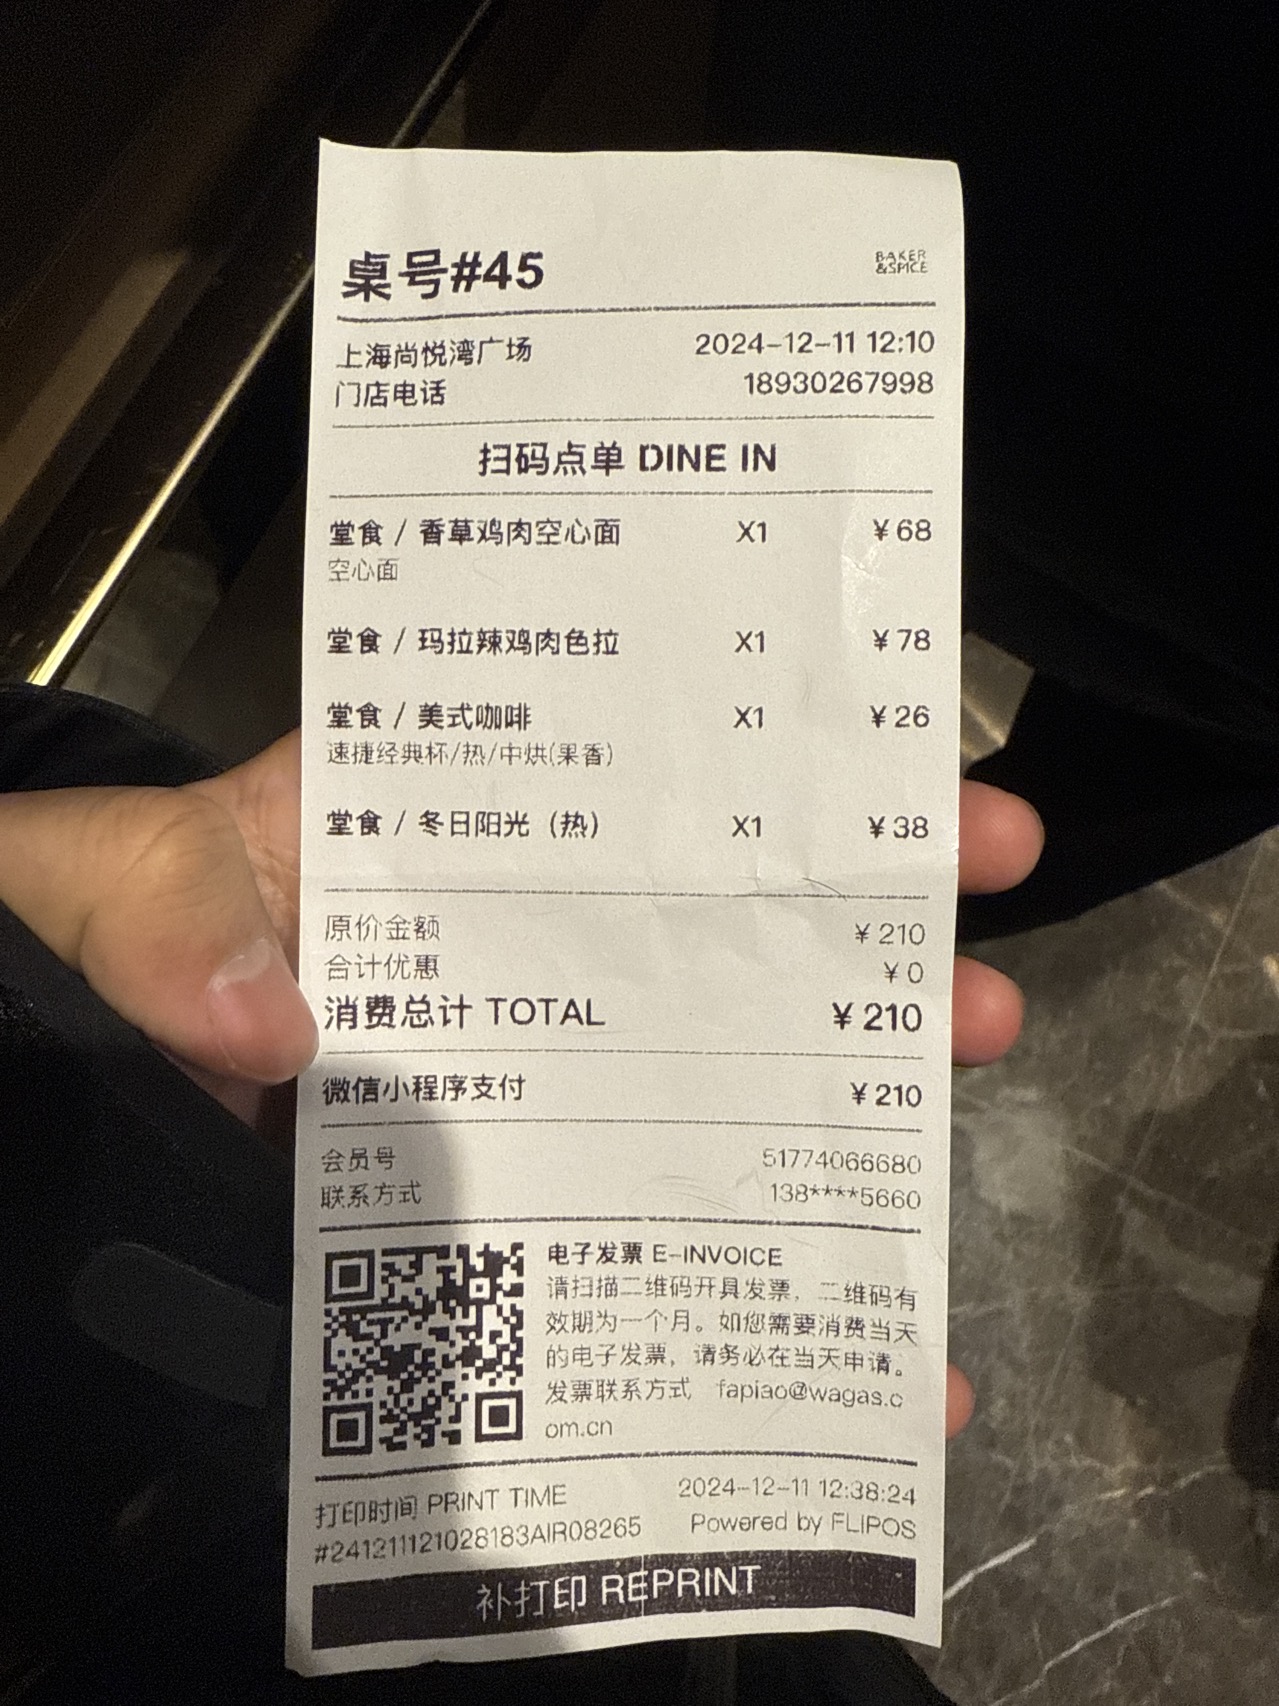 桌号#45
BAKER
&SPICE
上海尚悦湾广场 2024-12-11 12:10
门店电话 18930267998
扫码点单 DINE IN
堂食 / 香草鸡肉空心面 X1 ¥68
空心面
堂食 / 玛拉辣鸡肉色拉 X1 ¥78
堂食 / 美式咖啡 X1 ¥26
速捷经典杯/热/中烘(果香)
堂食 / 冬日阳光（热） X1 ¥38
原价金额 ¥210
合计优惠 ¥0
消费总计 TOTAL ¥210
微信小程序支付 ¥210
会员号 51774066680
联系方式 138****5660
电子发票 E-INVOICE
请扫描二维码开具发票，二维码有
效期为一个月。如您需要消费当天
的电子发票，请务必在当天申请。
发票联系方式 fapiao@wagas.c
om.cn
打印时间 PRINT TIME 2024-12-11 12:38:24
#241211121028183AIR08265 Powered by FLIPOS
补打印 REPRINT